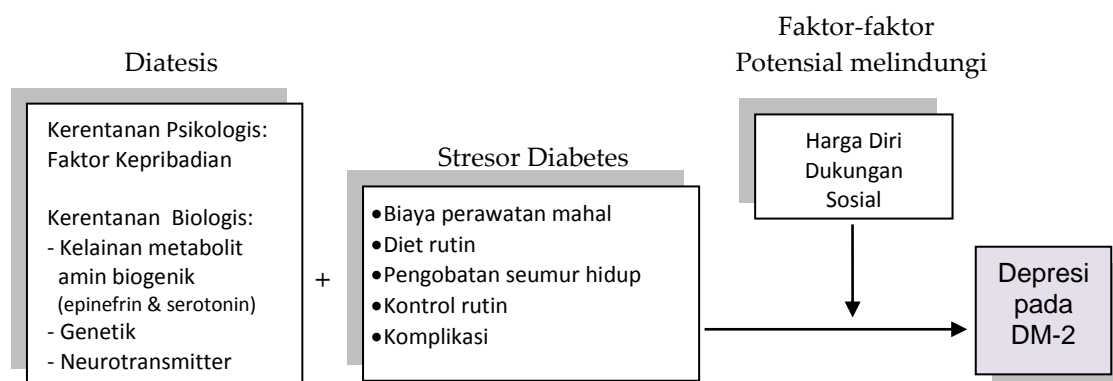 Diatesis
Kerentanan Psikologis:
Faktor Kepribadian
Kerentanan Biologis:
- Kelainan metabolit
amin biogenik
(epinefrin & serotonin)
- Genetik
- Neurotransmitter
+
Stresor Diabetes
•Biaya perawatan mahal
•Diet rutin
•Pengobatan seumur hidup
•Kontrol rutin
•Komplikasi
Faktor-faktor
Potensial melindungi
Harga Diri
Dukungan
Sosial
Depresi
pada
DM-2